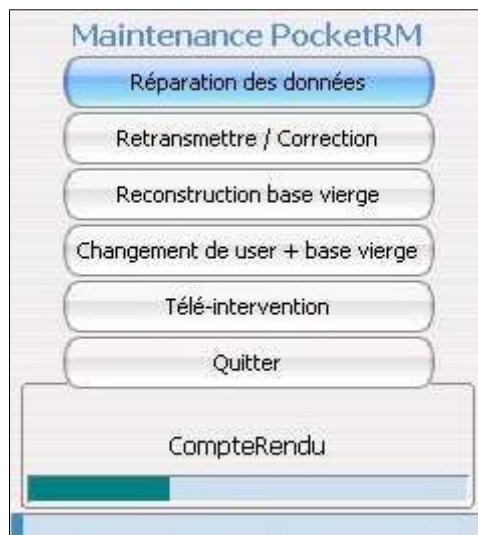 Maintenance PocketRM
Réparation des données
Retransmettre / Correction
Reconstruction base vierge
Changement de user + base vierge
Télé-intervention
Quitter
CompteRendu